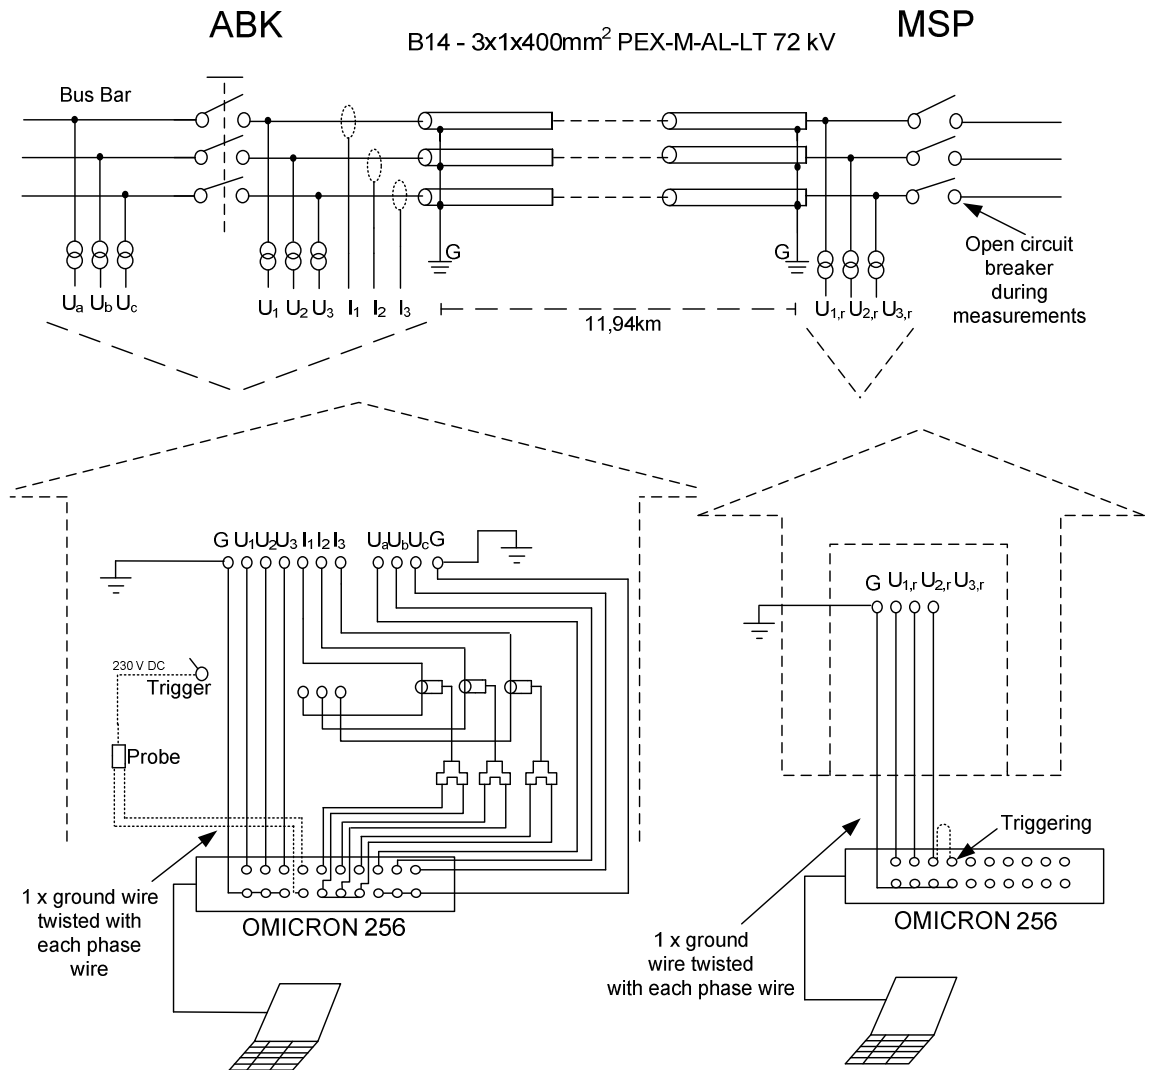 ABK
MSP
B14 - 3x1x400mm² PEX-M-AL-LT 72 kV
Bus Bar
G
G
Open circuit
breaker
during
measurements
Ua Ub Uc
U1 U2 U3 I1 I2 I3
U1,r U2,r U3,r
11,94km
G U1 U2 U3 I1 I2 I3
Ua Ub Uc G
G U1,r U2,r U3,r
230 V DC
Trigger
Probe
Triggering
1 x ground wire
twisted with
each phase
wire
OMICRON 256
OMICRON 256
1 x ground
wire twisted
with each phase wire